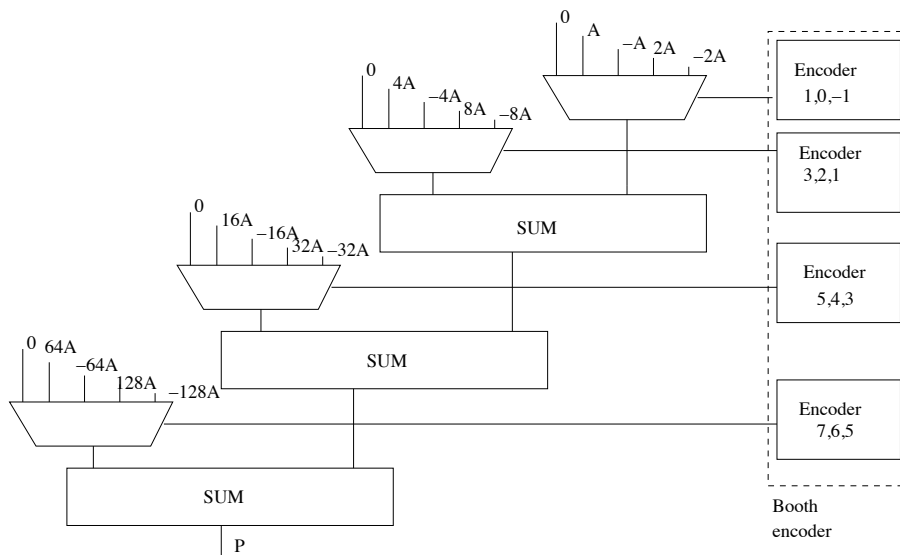 0
A
−A
2A
−2A
Encoder
1,0,−1
0
4A
−4A
8A
−8A
Encoder
3,2,1
SUM
0
16A
−16A
32A
−32A
Encoder
5,4,3
SUM
0
64A
−64A
128A
−128A
Encoder
7,6,5
SUM
Booth
encoder
P